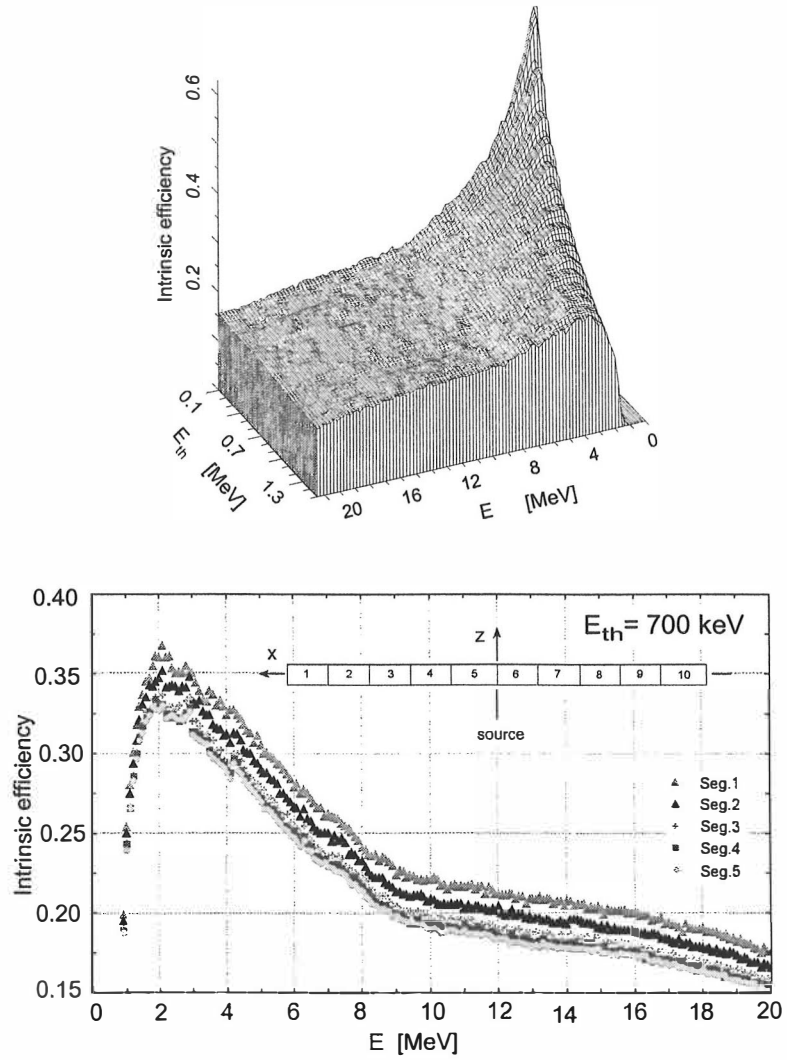 0.6
0.4
0.2
Intrinsic efficiency
0.1
0.7
1.3
E_th [MeV]
20
16
12
8
4
0
E [MeV]
0.40
0.35
0.30
0.25
0.20
0.15
Intrinsic efficiency
E_th= 700 keV
z
x
1 2 3 4 5 6 7 8 9 10
source
Seg.1
Seg.2
Seg.3
Seg.4
Seg.5
0 2 4 6 8 10 12 14 16 18 20
E [MeV]